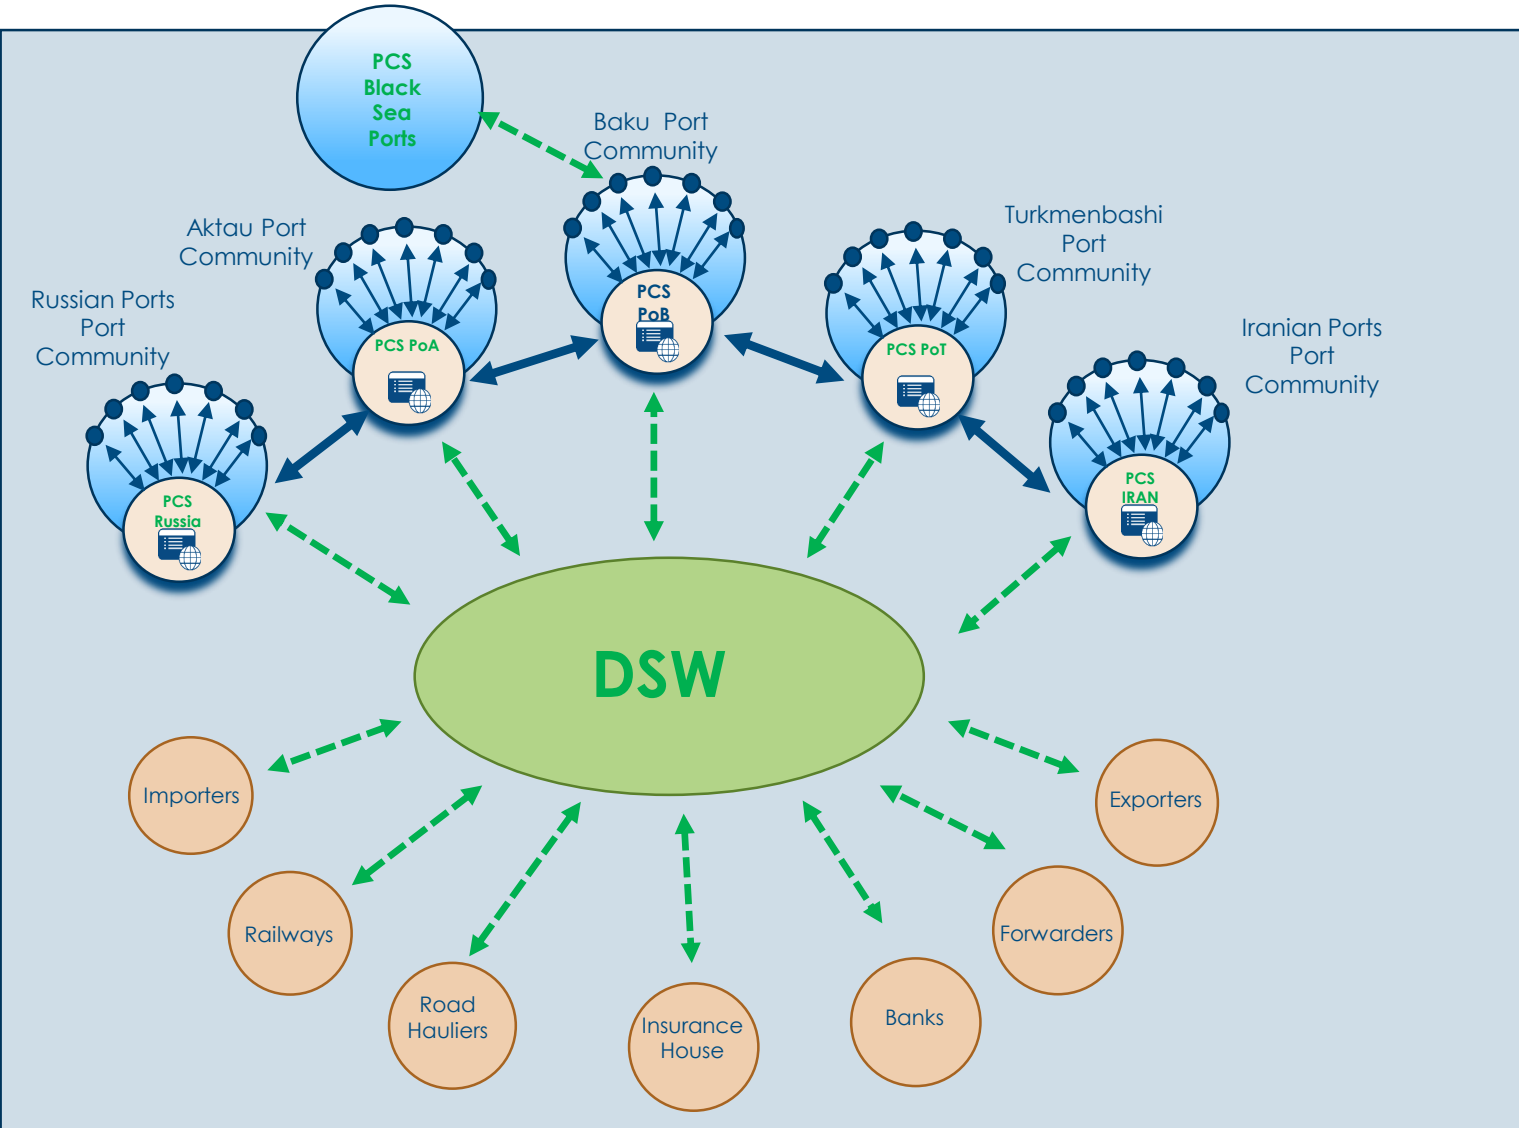 PCS
Black
Sea
Ports
Baku Port
Community
Aktau Port
Community
Turkmenbashi
Port
Community
Russian Ports
Port
Community
Iranian Ports
Port
Community
PCS
PoB
PCS PoA
PCS PoT
PCS
Russia
PCS
IRAN
DSW
Importers
Exporters
Railways
Forwarders
Road
Hauliers
Insurance
House
Banks